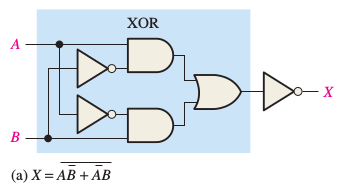 XOR
A
X
B
(a) X = \overline{A\overline{B} + \overline{A}B}